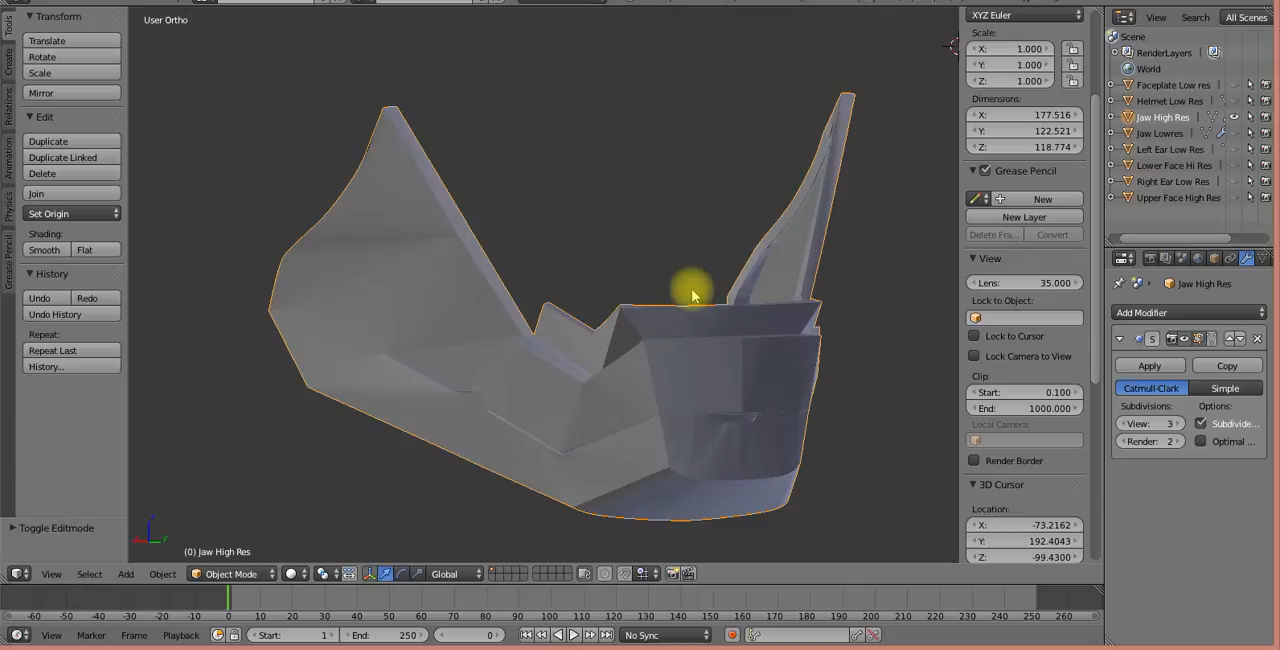 Transform
Translate
Rotate
Scale
Mirror
Edit
Duplicate
Duplicate Linked
Delete
Join
Set Origin
Shading:
Smooth
Flat
History
Undo
Redo
Undo History
Repeat:
Repeat Last
History...
Toggle Editmode
Tools
Create
Relations
Animation
Physics
Grease Pencil
User Ortho
(0) Jaw High Res
XYZ Euler
Scale:
X: 1.000
Y: 1.000
Z: 1.000
Dimensions:
X: 177.516
Y: 122.521
Z: 118.774
Grease Pencil
New
New Layer
Delete Fra...
Convert
View
Lens: 35.000
Lock to Object:
Lock to Cursor
Lock Camera to View
Clip:
Start: 0.100
End: 1000.000
Local Camera:
Render Border
3D Cursor
Location:
X: -73.2162
Y: 192.4043
Z: -99.4300
View Search All Scenes
Scene
RenderLayers
World
Faceplate Low res
Helmet Low Res
Jaw High Res
Jaw Lowres
Left Ear Low Res
Lower Face Hi Res
Right Ear Low Res
Upper Face High Res
Jaw High Res
Add Modifier
S
Apply
Copy
Catmull-Clark
Simple
Subdivisions:
Options:
View: 3
Subdivide...
Render: 2
Optimal ...
View Select Add Object Object Mode Global
-60 -50 -40 -30 -20 -10 0 10 20 30 40 50 60 70 80 90 100 110 120 130 140 150 160 170 180 190 200 210 220 230 240 250 260
View Marker Frame Playback Start: 1 End: 250 0 No Sync